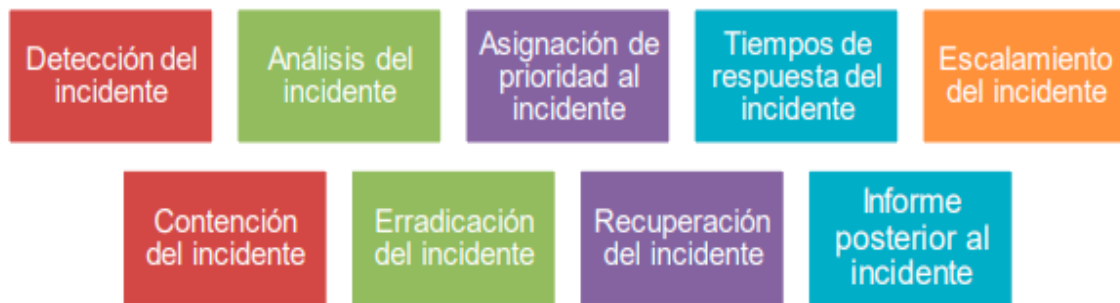 Detección del
incidente
Análisis del
incidente
Asignación de
prioridad al
incidente
Tiempos de
respuesta del
incidente
Escalamiento
del incidente
Contención
del incidente
Erradicación
del incidente
Recuperación
del incidente
Informe
posterior al
incidente